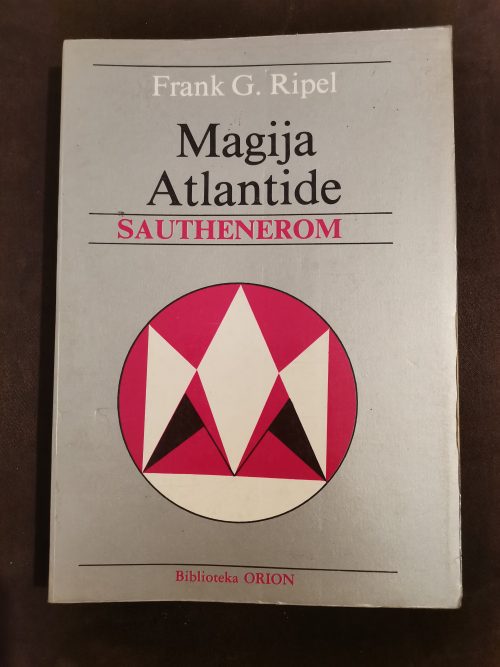 Frank G. Ripel
Magija
Atlantide
SAUTHENEROM
Biblioteka ORION